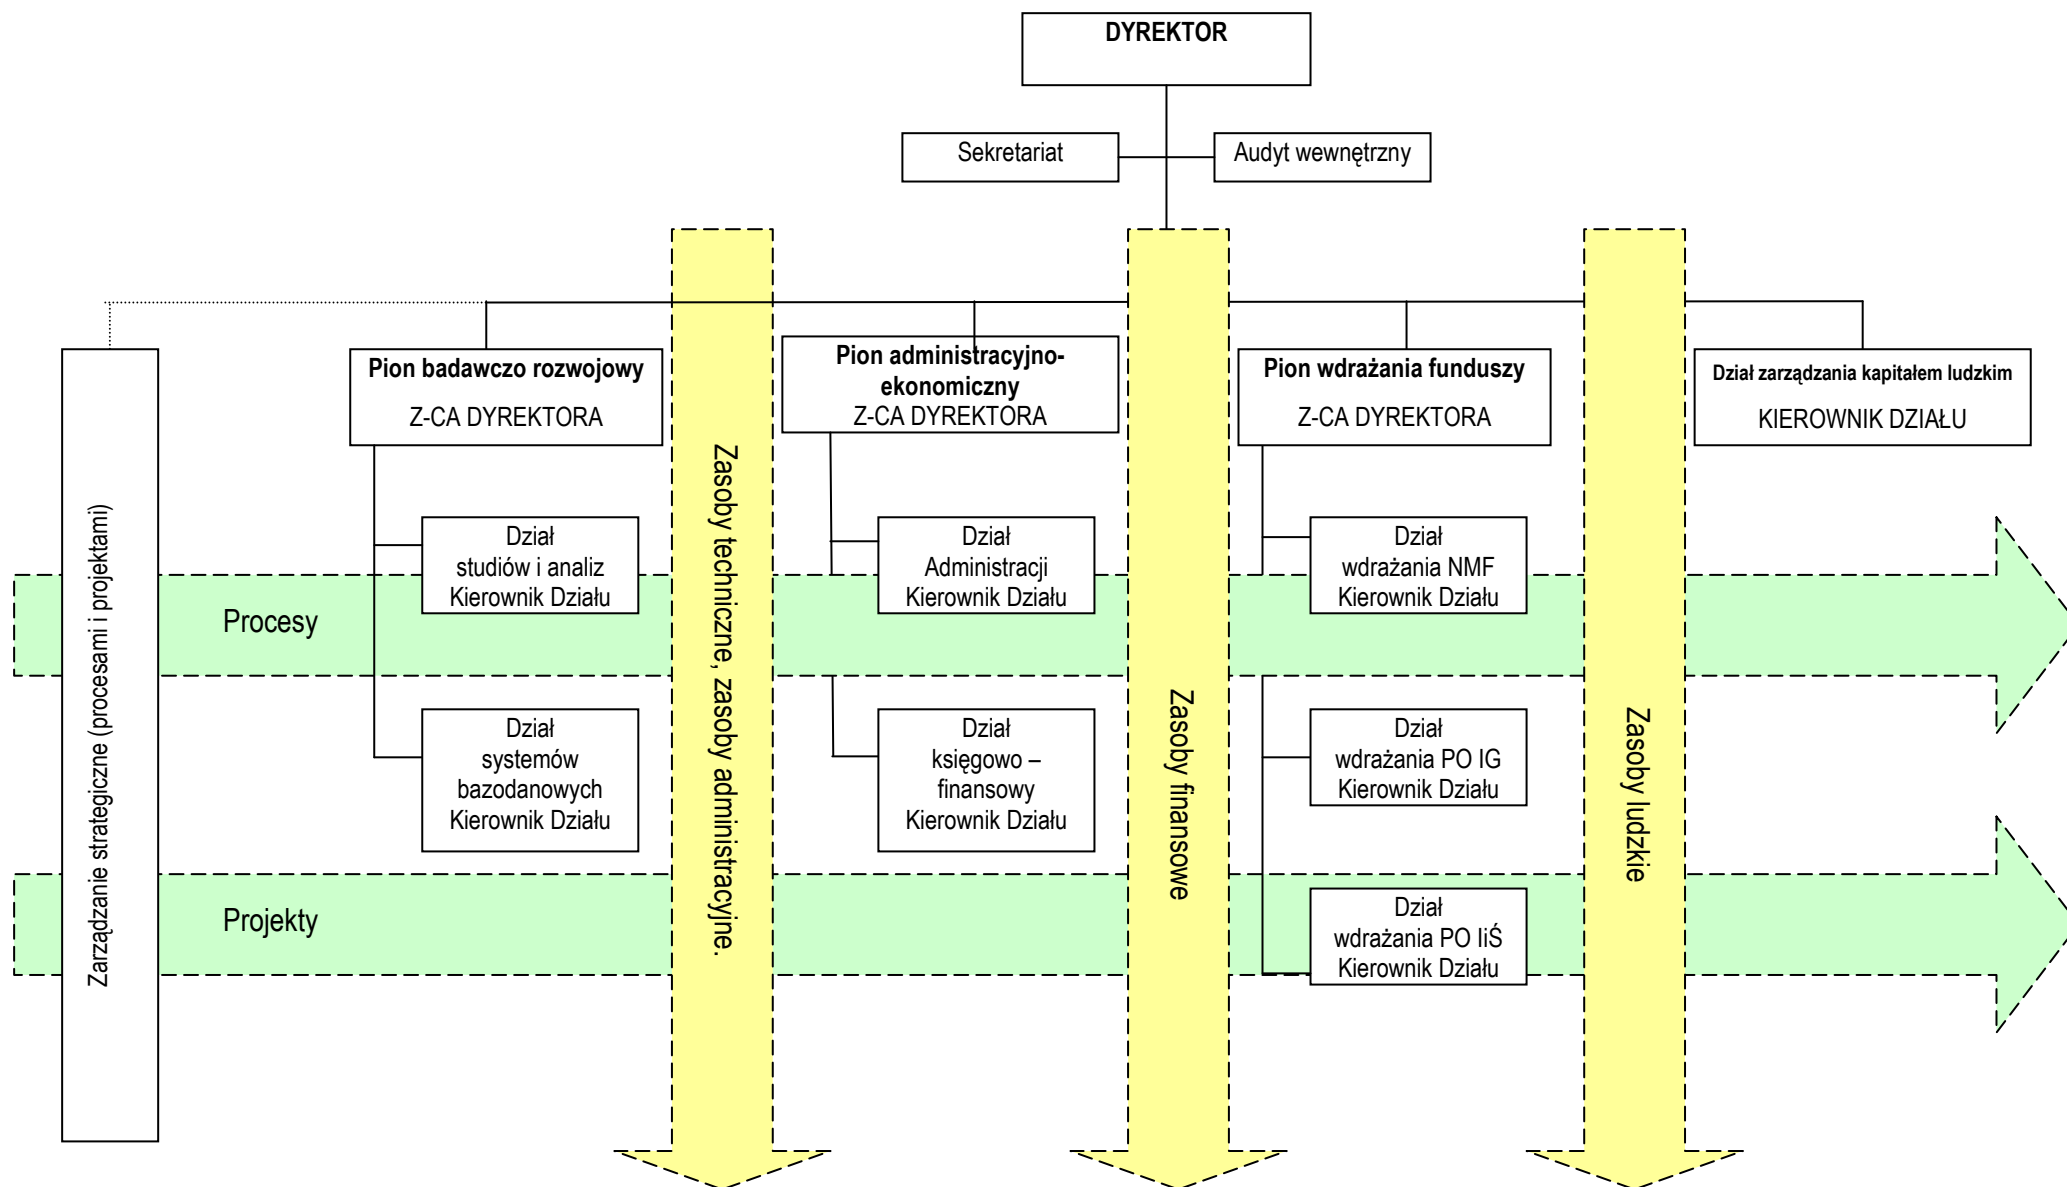 DYREKTOR
Sekretariat
Audyt wewnętrzny
Pion badawczo rozwojowy
Z-CA DYREKTORA
Pion administracyjno-
ekonomiczny
Z-CA DYREKTORA
Pion wdrażania funduszy
Z-CA DYREKTORA
Dział zarządzania kapitałem ludzkim
KIEROWNIK DZIAŁU
Zarządzanie strategiczne (procesami i projektami)
Zasoby techniczne, zasoby administracyjne.
Zasoby finansowe
Zasoby ludzkie
Dział
studiów i analiz
Kierownik Działu
Dział
Administracji
Kierownik Działu
Dział
wdrażania NMF
Kierownik Działu
Procesy
Dział
systemów
bazodanowych
Kierownik Działu
Dział
księgowo –
finansowy
Kierownik Działu
Dział
wdrażania PO IG
Kierownik Działu
Projekty
Dział
wdrażania PO IiŚ
Kierownik Działu